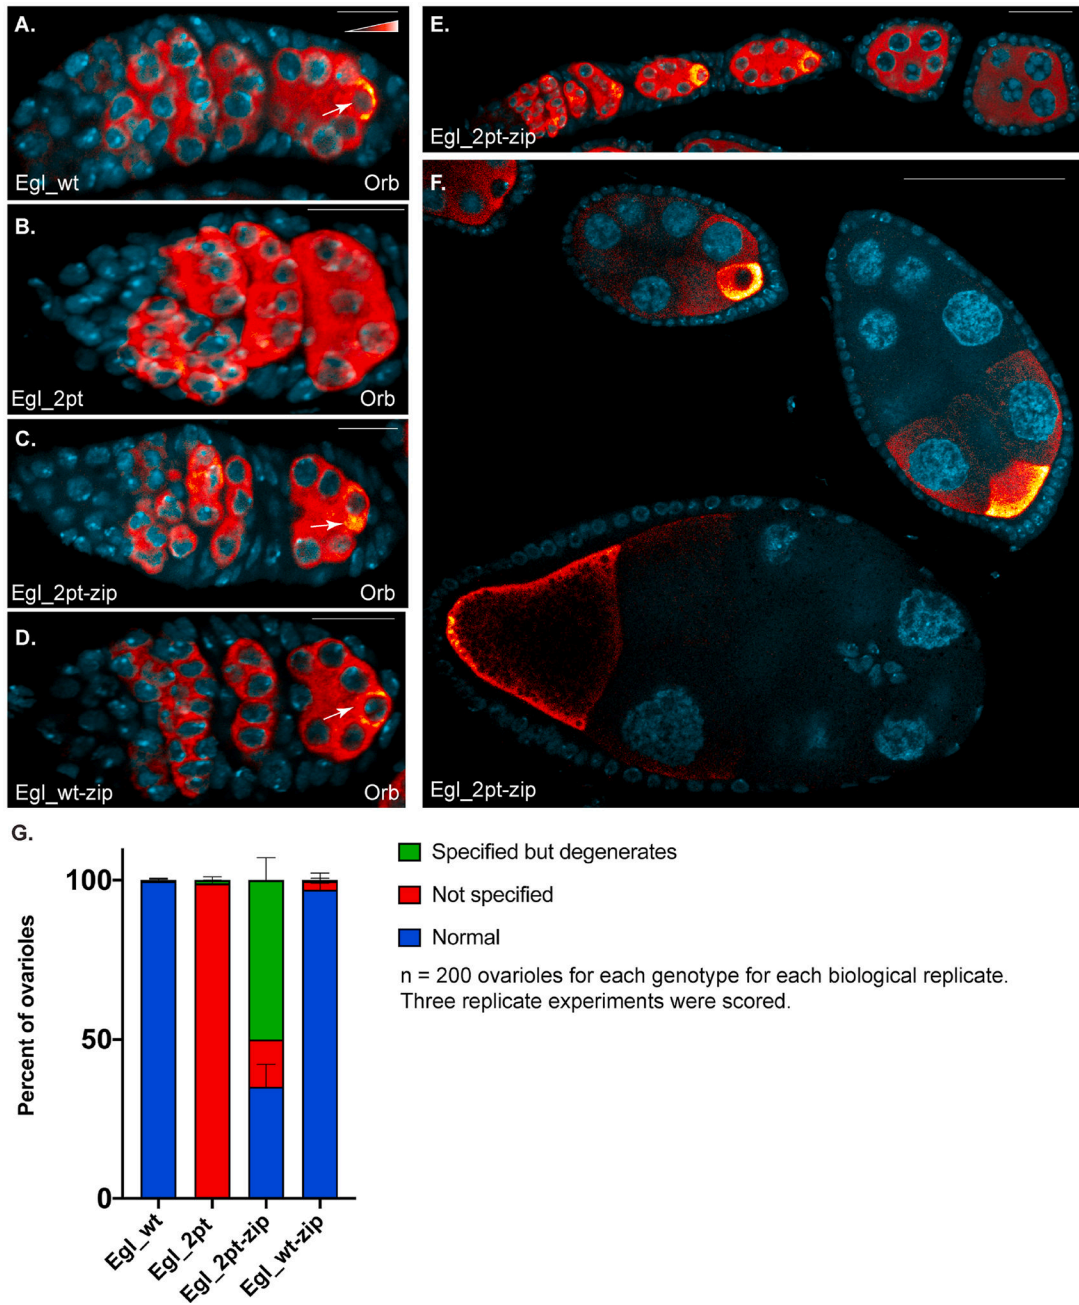 A.
Egl_wt
Orb
B.
Egl_2pt
Orb
C.
Egl_2pt-zip
Orb
D.
Egl_wt-zip
Orb
E.
Egl_2pt-zip
F.
Egl_2pt-zip
G.
Percent of ovarioles
100
50
0
Egl_wt
Egl_2pt
Egl_2pt-zip
Egl_wt-zip
Specified but degenerates
Not specified
Normal
n = 200 ovarioles for each genotype for each biological replicate.
Three replicate experiments were scored.